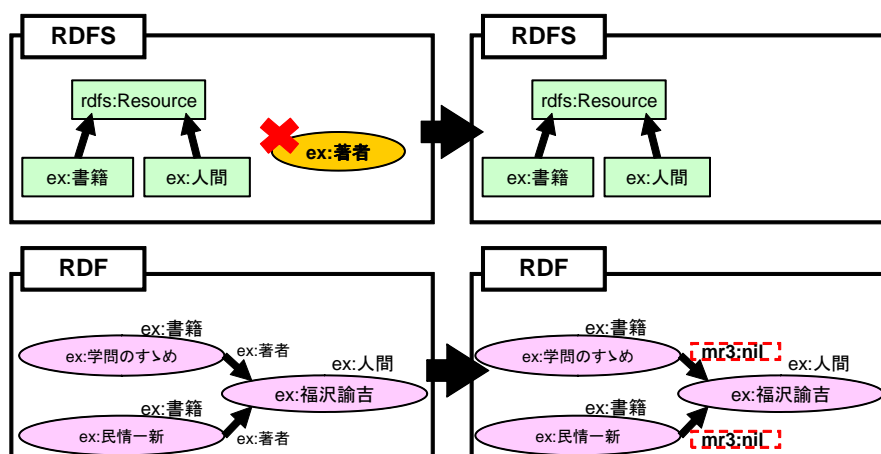 RDFS
rdfs:Resource
ex:著者
ex:書籍
ex:人間
RDFS
rdfs:Resource
ex:書籍
ex:人間
RDF
ex:書籍
ex:学問のすゝめ
ex:著者
ex:人間
ex:福沢諭吉
ex:書籍
ex:民情一新
ex:著者
RDF
ex:書籍
ex:学問のすゝめ
mr3:nil
ex:人間
ex:福沢諭吉
ex:書籍
ex:民情一新
mr3:nil